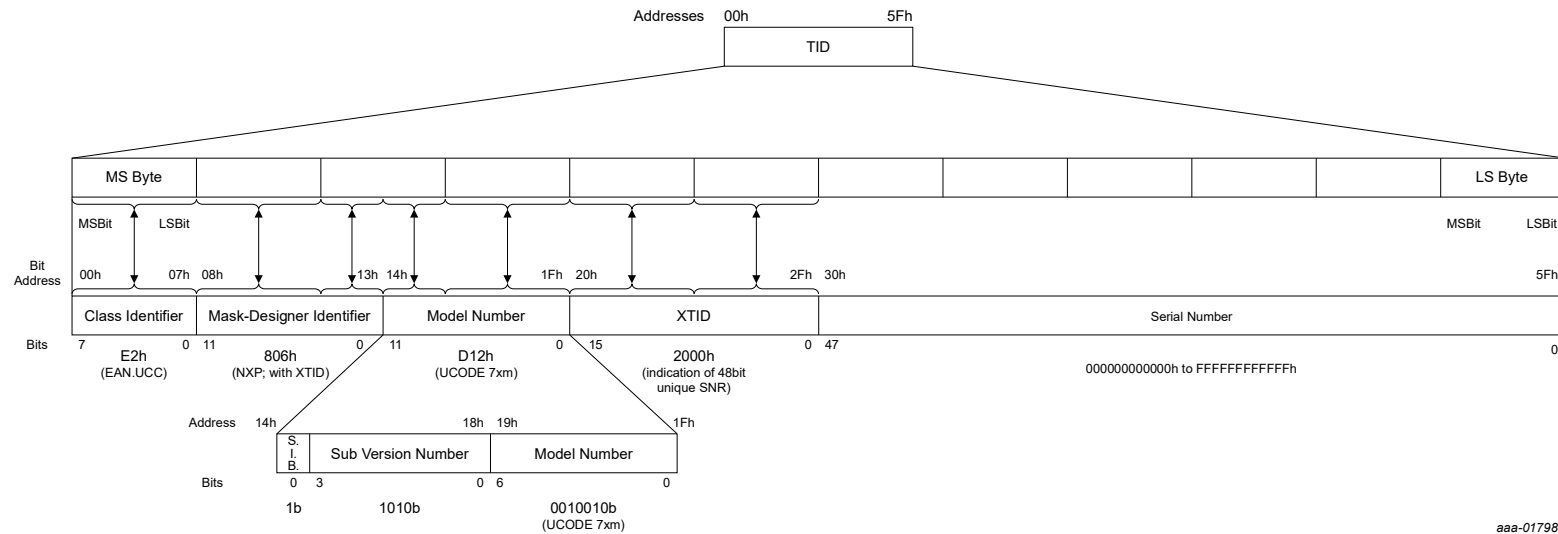 Addresses 00h 5Fh
TID
MS Byte LS Byte
MSBit LSBit MSBit LSBit
Bit
Address
00h 07h 08h 13h 14h 1Fh 20h 2Fh 30h 5Fh
Class Identifier Mask-Designer Identifier Model Number XTID Serial Number
Bits 7 0 11 0 11 0 15 0 47 0
E2h 806h D12h 2000h
(EAN.UCC) (NXP; with XTID) (UCODE 7xm) (indication of 48bit
unique SNR)
000000000000h to FFFFFFFFFFFFh
Address 14h 18h 19h 1Fh
S.
I.
B.
Sub Version Number Model Number
Bits 0 3 0 6 0
1b 1010b 0010010b
(UCODE 7xm)
aaa-01798